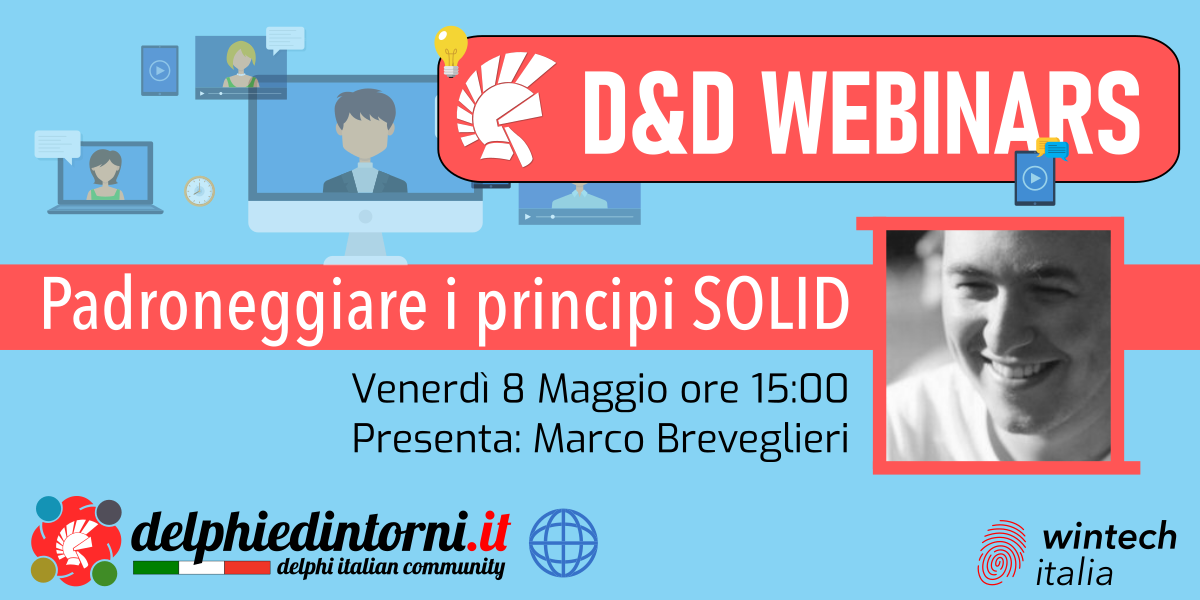 D&D WEBINARS
Padroneggiare i principi SOLID
Venerdì 8 Maggio ore 15:00
Presenta: Marco Breveglieri
delphiedintorni.it
delphi italian community
wintech
italia